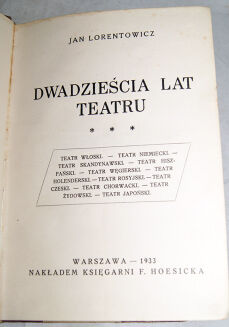 JAN LORENTOWICZ
DWADZIEŚCIA LAT
TEATRU
* * *
TEATR WŁOSKI. — TEATR NIEMIECKI. —
TEATR SKANDYNAWSKI. — TEATR HISZ-
PAŃSKI. — TEATR WĘGIERSKI. — TEATR
HOLENDERSKI. — TEATR ROSYJSKI. — TEATR
CZESKI. — TEATR CHORWACKI. — TEATR
ŻYDOWSKI. — TEATR JAPOŃSKI.
WARSZAWA — 1933
NAKŁADEM KSIĘGARNI F. HOESICKA